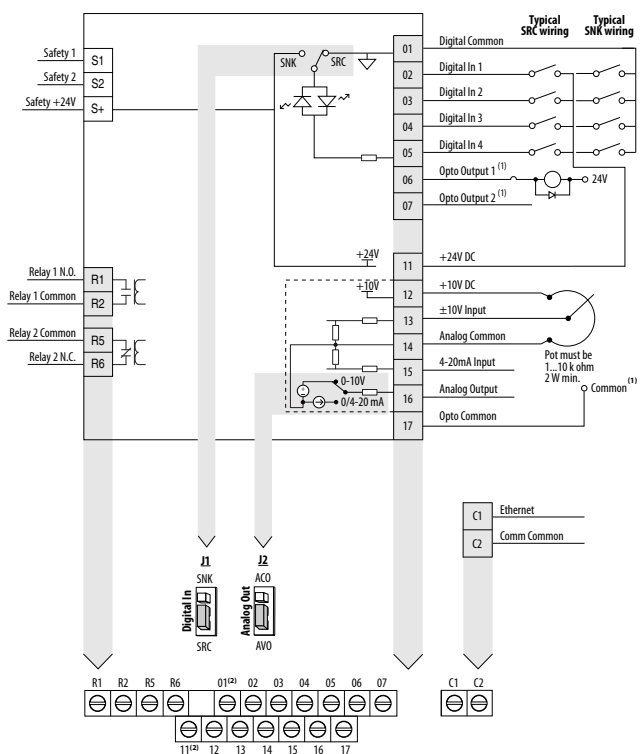 Typical SRC wiring
Typical SNK wiring
Safety 1
S1
Safety 2
S2
Safety +24V
S+
SNK
SRC
01
Digital Common
02
Digital In 1
03
Digital In 2
04
Digital In 3
05
Digital In 4
06
Opto Output 1 (1)
24V
07
Opto Output 2 (1)
+24V
11
+24V DC
+10V
12
+10V DC
13
±10V Input
14
Analog Common
15
4-20mA Input
16
Analog Output
17
Opto Common
Pot must be
1...10 k ohm
2 W min.
Common (1)
Relay 1 N.O.
R1
Relay 1 Common
R2
Relay 2 Common
R5
Relay 2 N.C.
R6
0-10V
0/4-20 mA
C1
Ethernet
C2
Comm Common
J1
SNK
Digital In
SRC
J2
ACO
Analog Out
AVO
R1 R2 R5 R6 01(2) 02 03 04 05 06 07
11(2) 12 13 14 15 16 17
C1 C2